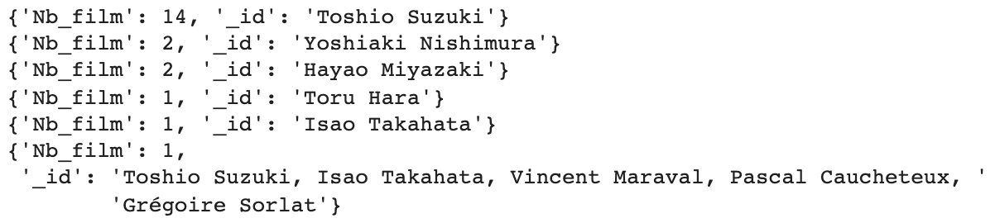 {'Nb_film': 14, '_id': 'Toshio Suzuki'}
{'Nb_film': 2, '_id': 'Yoshiaki Nishimura'}
{'Nb_film': 2, '_id': 'Hayao Miyazaki'}
{'Nb_film': 1, '_id': 'Toru Hara'}
{'Nb_film': 1, '_id': 'Isao Takahata'}
{'Nb_film': 1,
 '_id': 'Toshio Suzuki, Isao Takahata, Vincent Maraval, Pascal Caucheteux, '
        'Grégoire Sorlat'}